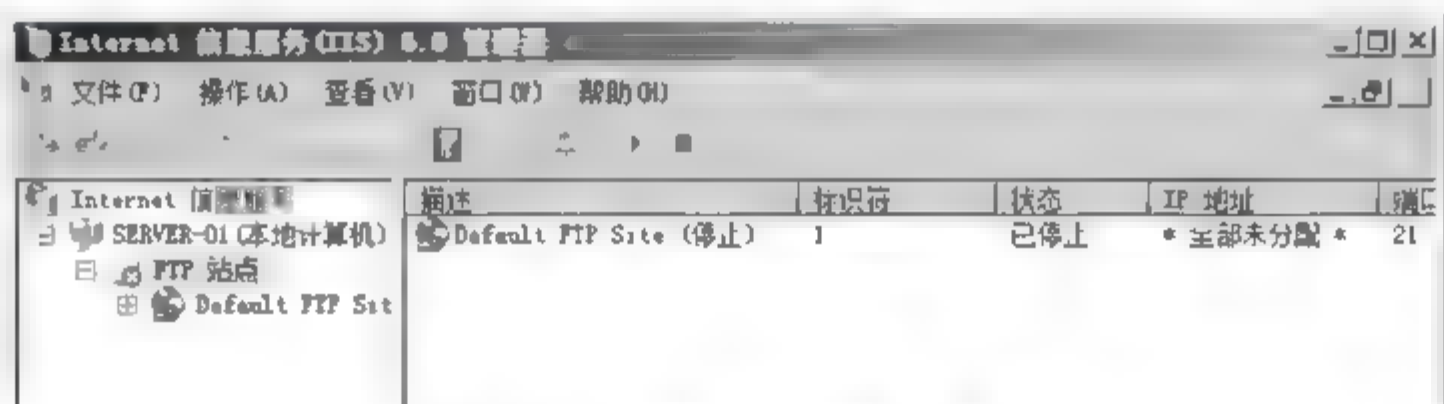 Internet 信息服务(IIS) 6.0 管理器
文件(F) 操作(A) 查看(V) 窗口(W) 帮助(H)
Internet
描述 标识符 状态 IP 地址 端口
SERVER-01(本地计算机) Default FTP Site (停止) 1 已停止 * 全部未分配 * 21
FTP 站点
Default FTP Sit